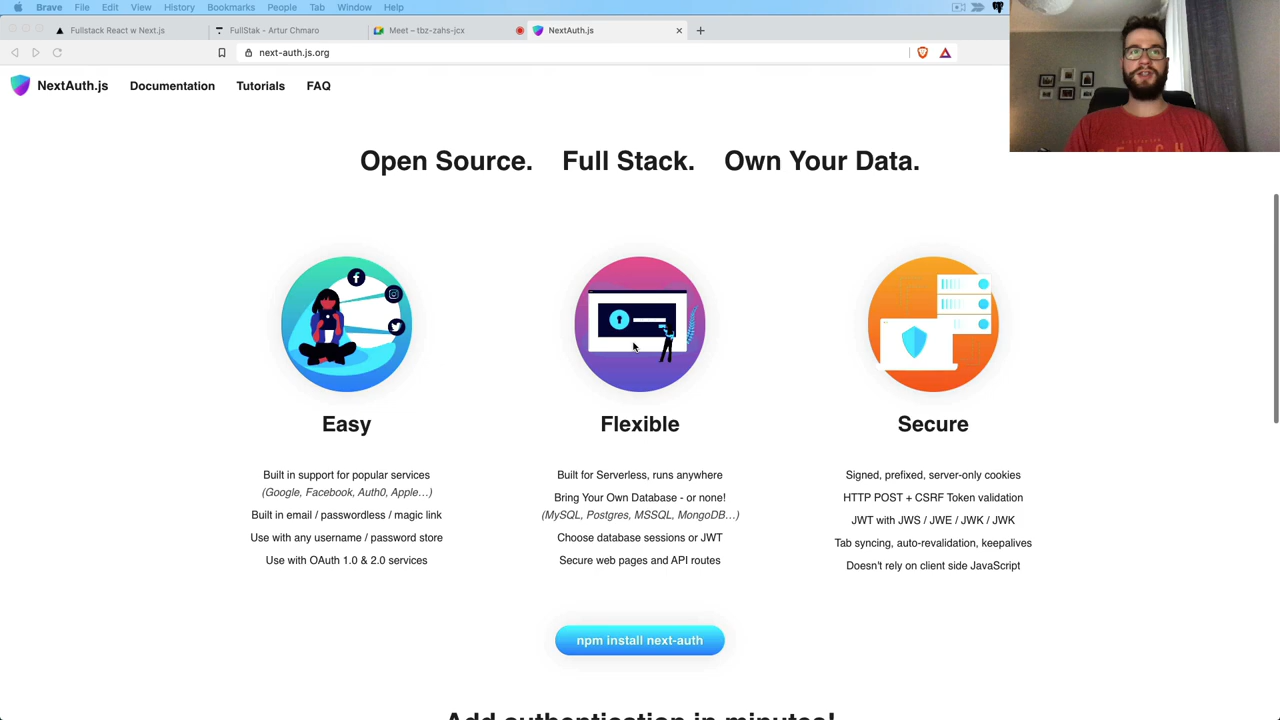 Brave File Edit View History Bookmarks People Tab Window Help
Fullstack React w Next.js
FullStak - Artur Chmaro
Meet – tbz-zahs-jcx
NextAuth.js
next-auth.js.org
NextAuth.js Documentation Tutorials FAQ
Open Source. Full Stack. Own Your Data.
Easy
Built in support for popular services
(Google, Facebook, Auth0, Apple…)
Built in email / passwordless / magic link
Use with any username / password store
Use with OAuth 1.0 & 2.0 services
Flexible
Built for Serverless, runs anywhere
Bring Your Own Database - or none!
(MySQL, Postgres, MSSQL, MongoDB…)
Choose database sessions or JWT
Secure web pages and API routes
Secure
Signed, prefixed, server-only cookies
HTTP POST + CSRF Token validation
JWT with JWS / JWE / JWK / JWK
Tab syncing, auto-revalidation, keepalives
Doesn't rely on client side JavaScript
npm install next-auth
Add authentication in minutes!